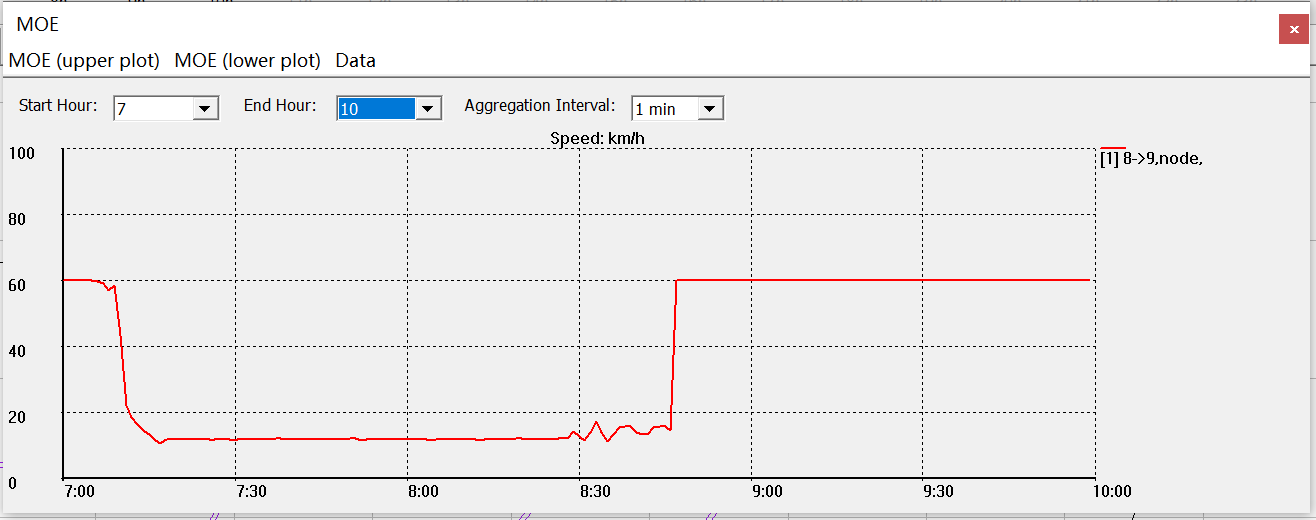 MOE
MOE (upper plot) MOE (lower plot) Data
Start Hour: 7 End Hour: 10 Aggregation Interval: 1 min
Speed: km/h
100
[1] 8->9,node,
80
60
40
20
0
7:00 7:30 8:00 8:30 9:00 9:30 10:00